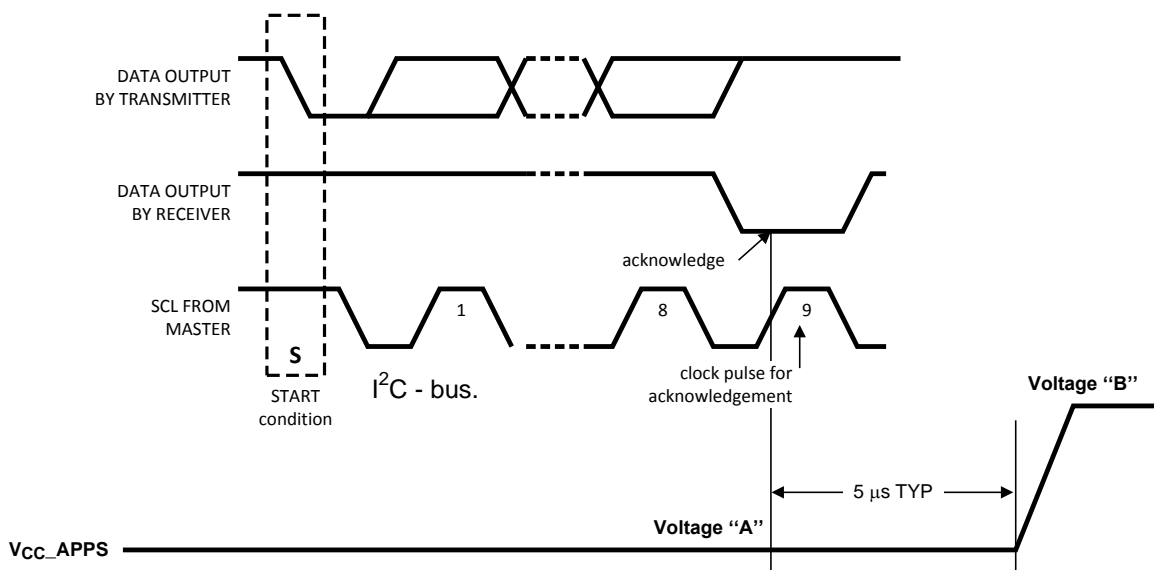 DATA OUTPUT
BY TRANSMITTER
DATA OUTPUT
BY RECEIVER
acknowledge
SCL FROM
MASTER
1
8
9
S
START
condition
I²C - bus.
clock pulse for
acknowledgement
Voltage “B”
5 μs TYP
Voltage “A”
VCC_APPS